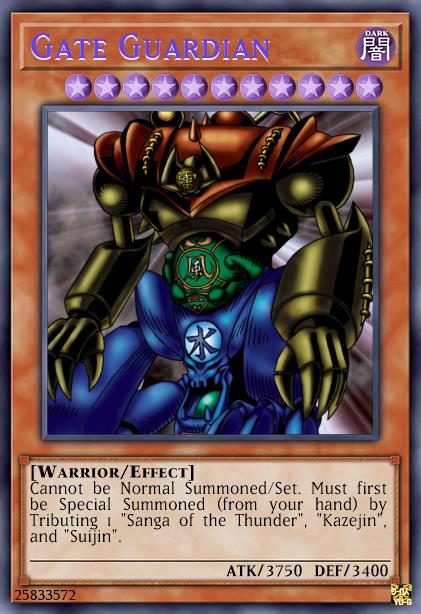 GATE GUARDIAN
DARK
闇
雷
風
水
[WARRIOR/EFFECT]
Cannot be Normal Summoned/Set. Must first
be Special Summoned (from your hand) by
Tributing 1 "Sanga of the Thunder", "Kazejin",
and "Suijin".
ATK/3750 DEF/3400
25833572